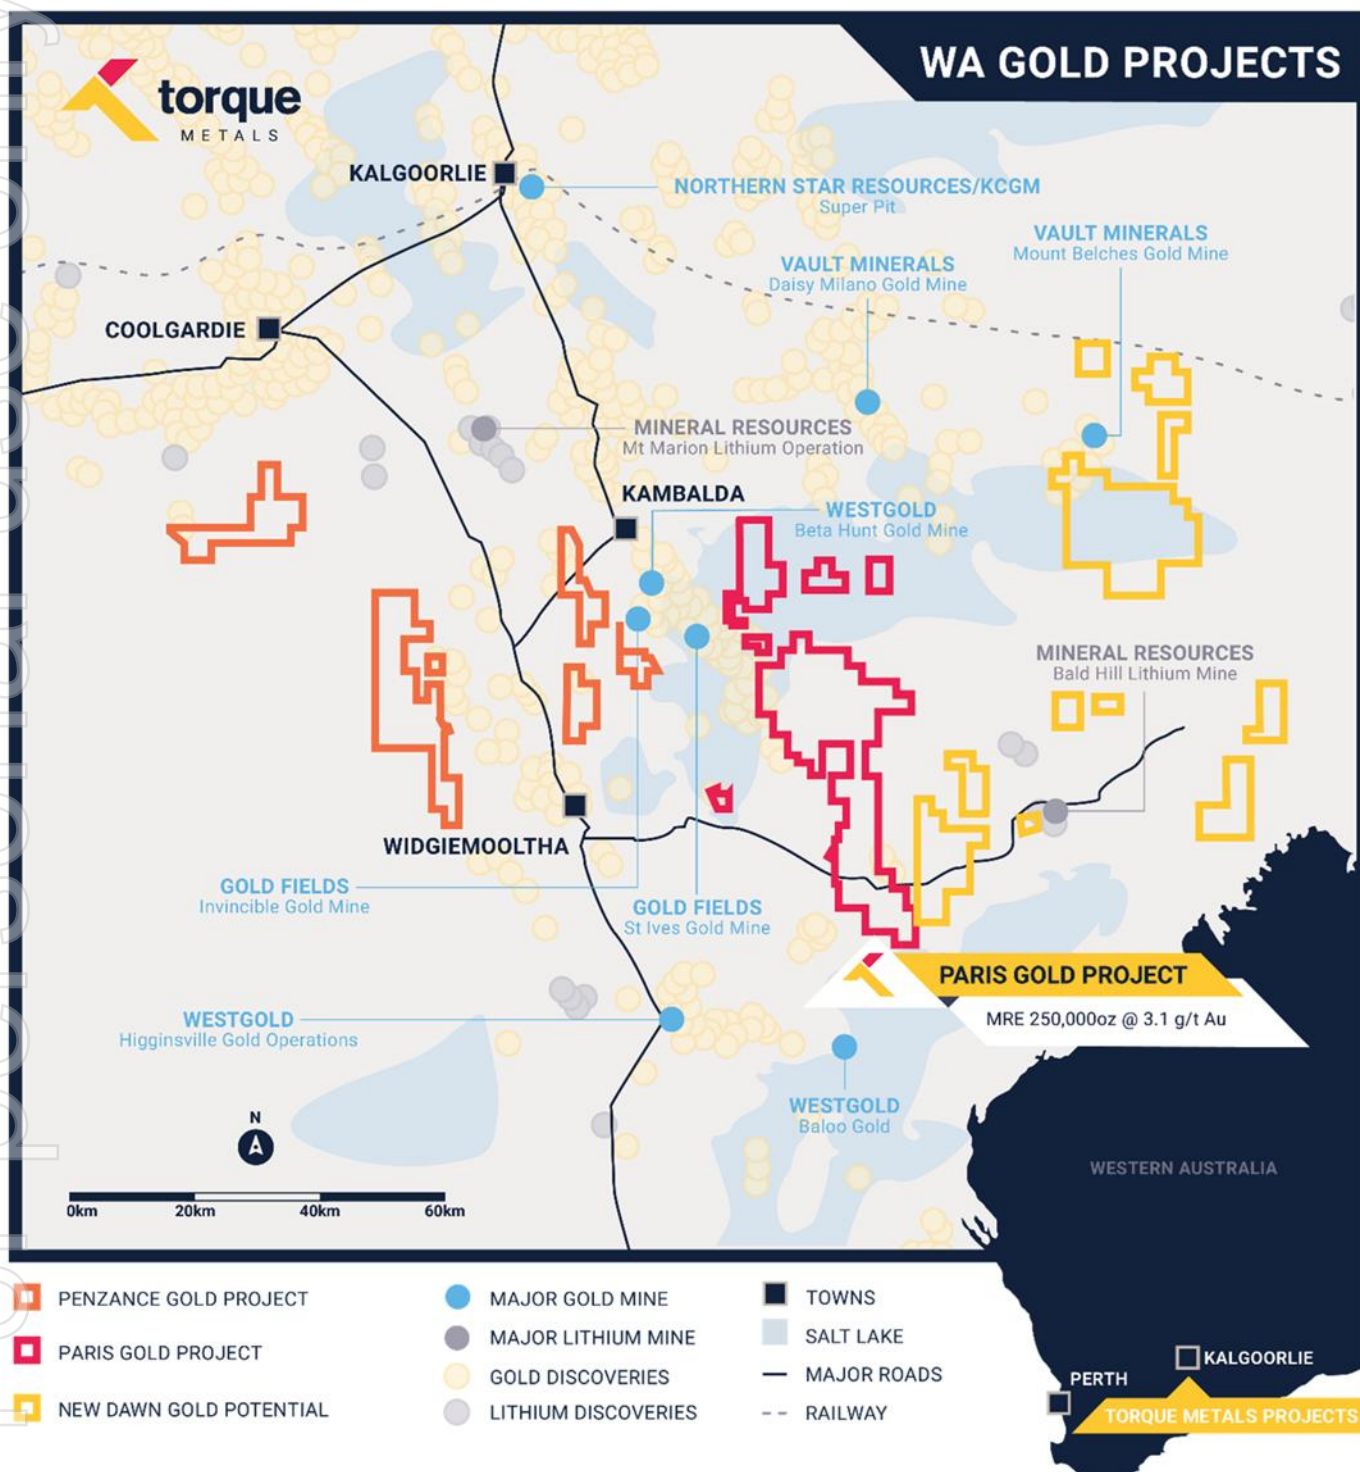 For personal use only
WA GOLD PROJECTS
torque
METALS
KALGOORLIE
NORTHERN STAR RESOURCES/KCGM
Super Pit
VAULT MINERALS
Mount Belches Gold Mine
VAULT MINERALS
Daisy Milano Gold Mine
COOLGARDIE
MINERAL RESOURCES
Mt Marion Lithium Operation
KAMBALDA
WESTGOLD
Beta Hunt Gold Mine
MINERAL RESOURCES
Bald Hill Lithium Mine
WIDGIEMOOLTHA
GOLD FIELDS
Invincible Gold Mine
GOLD FIELDS
St Ives Gold Mine
PARIS GOLD PROJECT
MRE 250,000oz @ 3.1 g/t Au
WESTGOLD
Higginsville Gold Operations
WESTGOLD
Baloo Gold
N
WESTERN AUSTRALIA
0km 20km 40km 60km
PENZANCE GOLD PROJECT
PARIS GOLD PROJECT
NEW DAWN GOLD POTENTIAL
MAJOR GOLD MINE
MAJOR LITHIUM MINE
GOLD DISCOVERIES
LITHIUM DISCOVERIES
TOWNS
SALT LAKE
MAJOR ROADS
RAILWAY
KALGOORLIE
PERTH
TORQUE METALS PROJECTS